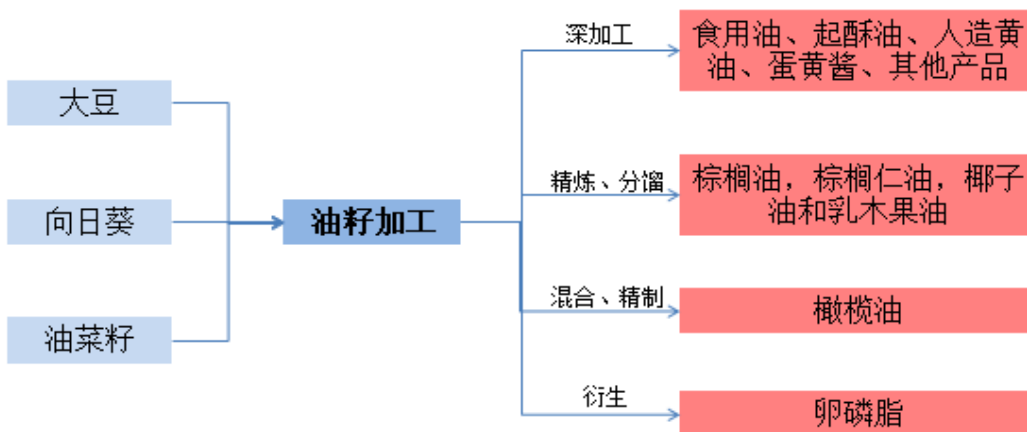 大豆
向日葵
油菜籽
油籽加工
深加工
食用油、起酥油、人造黄
油、蛋黄酱、其他产品
精炼、分馏
棕榈油，棕榈仁油，椰子
油和乳木果油
混合、精制
橄榄油
衍生
卵磷脂